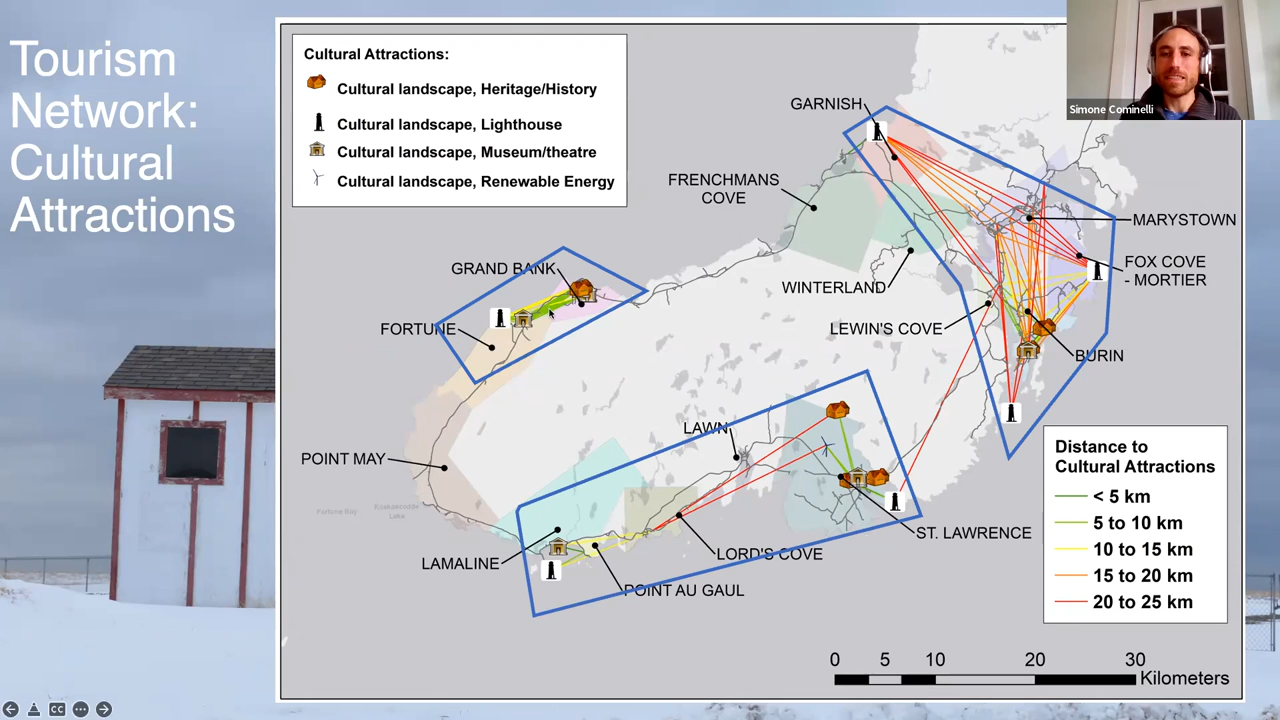 Tourism
Network:
Cultural
Attractions
Cultural Attractions:
Cultural landscape, Heritage/History
Cultural landscape, Lighthouse
Cultural landscape, Museum/theatre
Cultural landscape, Renewable Energy
Simone Cominelli
GARNISH
FRENCHMANS
COVE
MARYSTOWN
GRAND BANK
FOX COVE
- MORTIER
WINTERLAND
FORTUNE
LEWIN'S COVE
BURIN
LAWN
POINT MAY
Fortune Bay
Lake
ST. LAWRENCE
LORD'S COVE
LAMALINE
POINT AU GAUL
Distance to
Cultural Attractions
< 5 km
5 to 10 km
10 to 15 km
15 to 20 km
20 to 25 km
0 5 10 20 30
Kilometers
CC